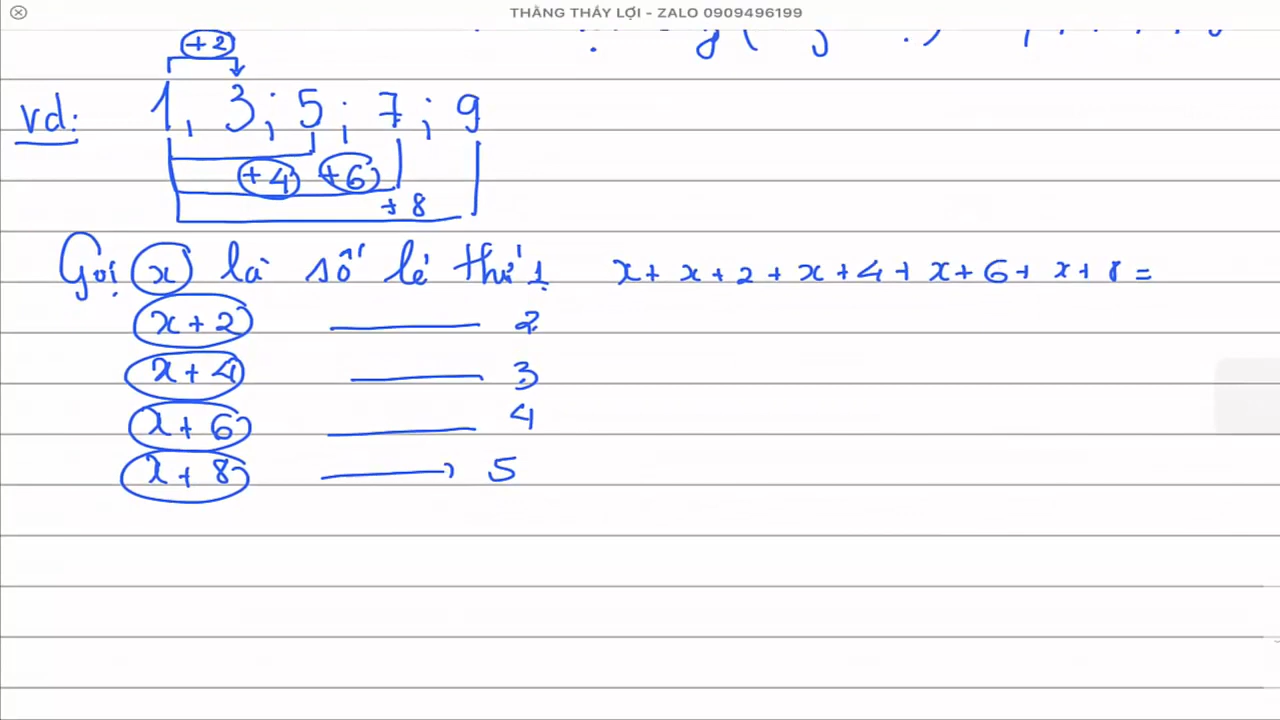 THẰNG THẦY LỢI - ZALO 0909496199
+2
vd: 1, 3; 5; 7; 9
+4 +6
+8
Gọi x là số lẻ thứ 1 x + x + 2 + x + 4 + x + 6 + x + 8 =
x + 2 2
x + 4 3
x + 6 4
x + 8 5